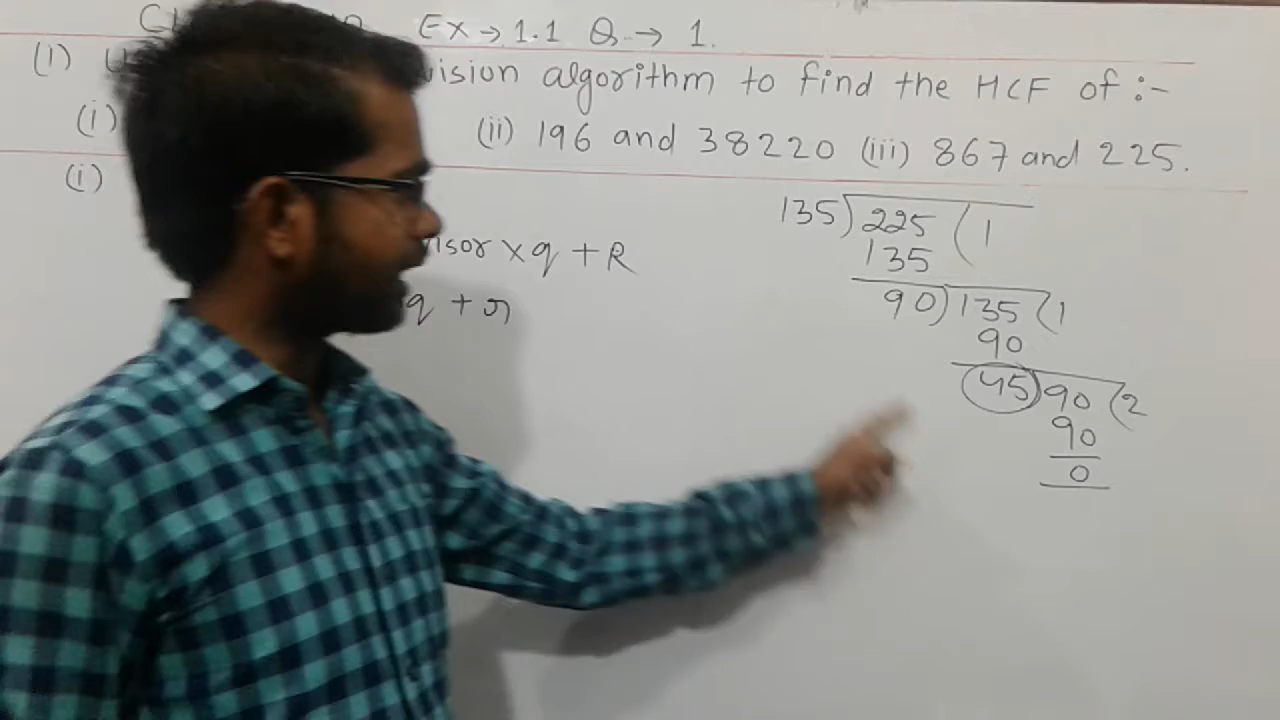 Ex → 1.1 Q. → 1.
(1) U vision algorithm to find the HCF of :-
(i) (ii) 196 and 38220 (iii) 867 and 225.
(i)
visor × q + R
q + r
135) 225 (1
135
90) 135 (1
90
45) 90 (2
90
0